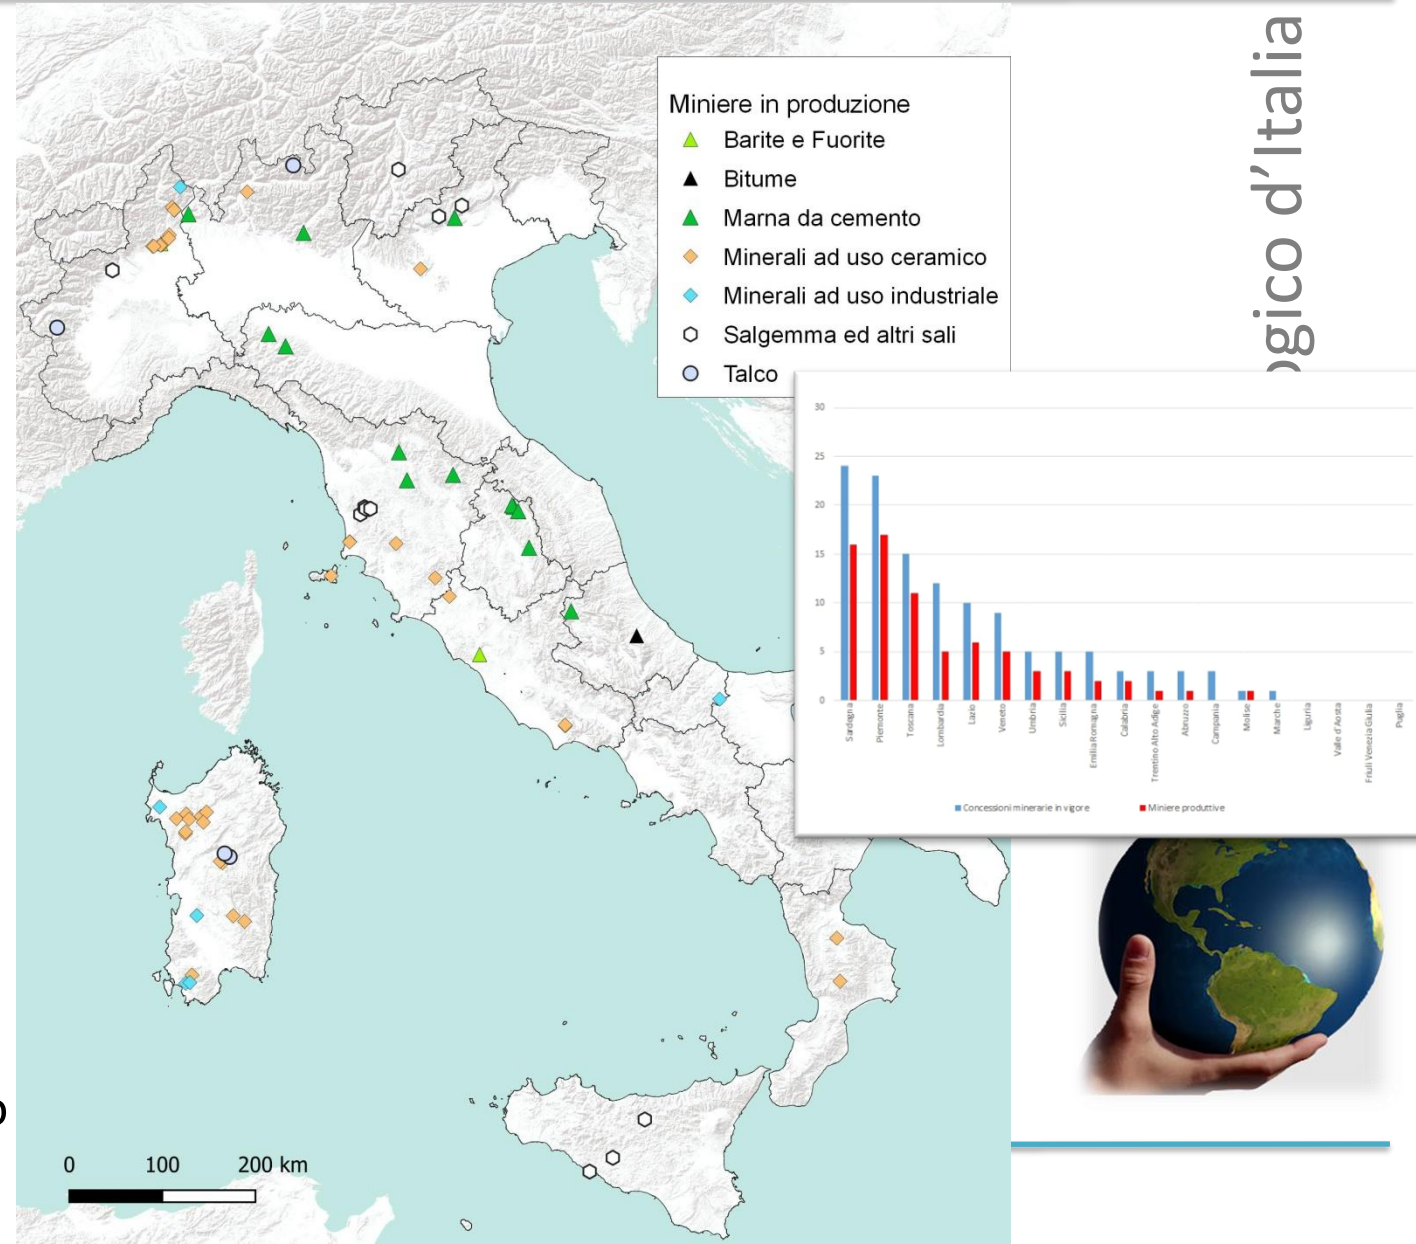 Miniere in produzione
Barite e Fuorite
Bitume
Marna da cemento
Minerali ad uso ceramico
Minerali ad uso industriale
Salgemma ed altri sali
Talco
ogico d'Italia
30
25
20
15
10
5
0
Sardegna
Piemonte
Toscana
Lombardia
Lazio
Veneto
Umbria
Sicilia
Emilia Romagna
Calabria
Trentino Alto Adige
Abruzzo
Campania
Molise
Marche
Liguria
Valle d'Aosta
Friuli Venezia Giulia
Puglia
Concessioni minerarie in vigore
Miniere produttive
0 100 200 km